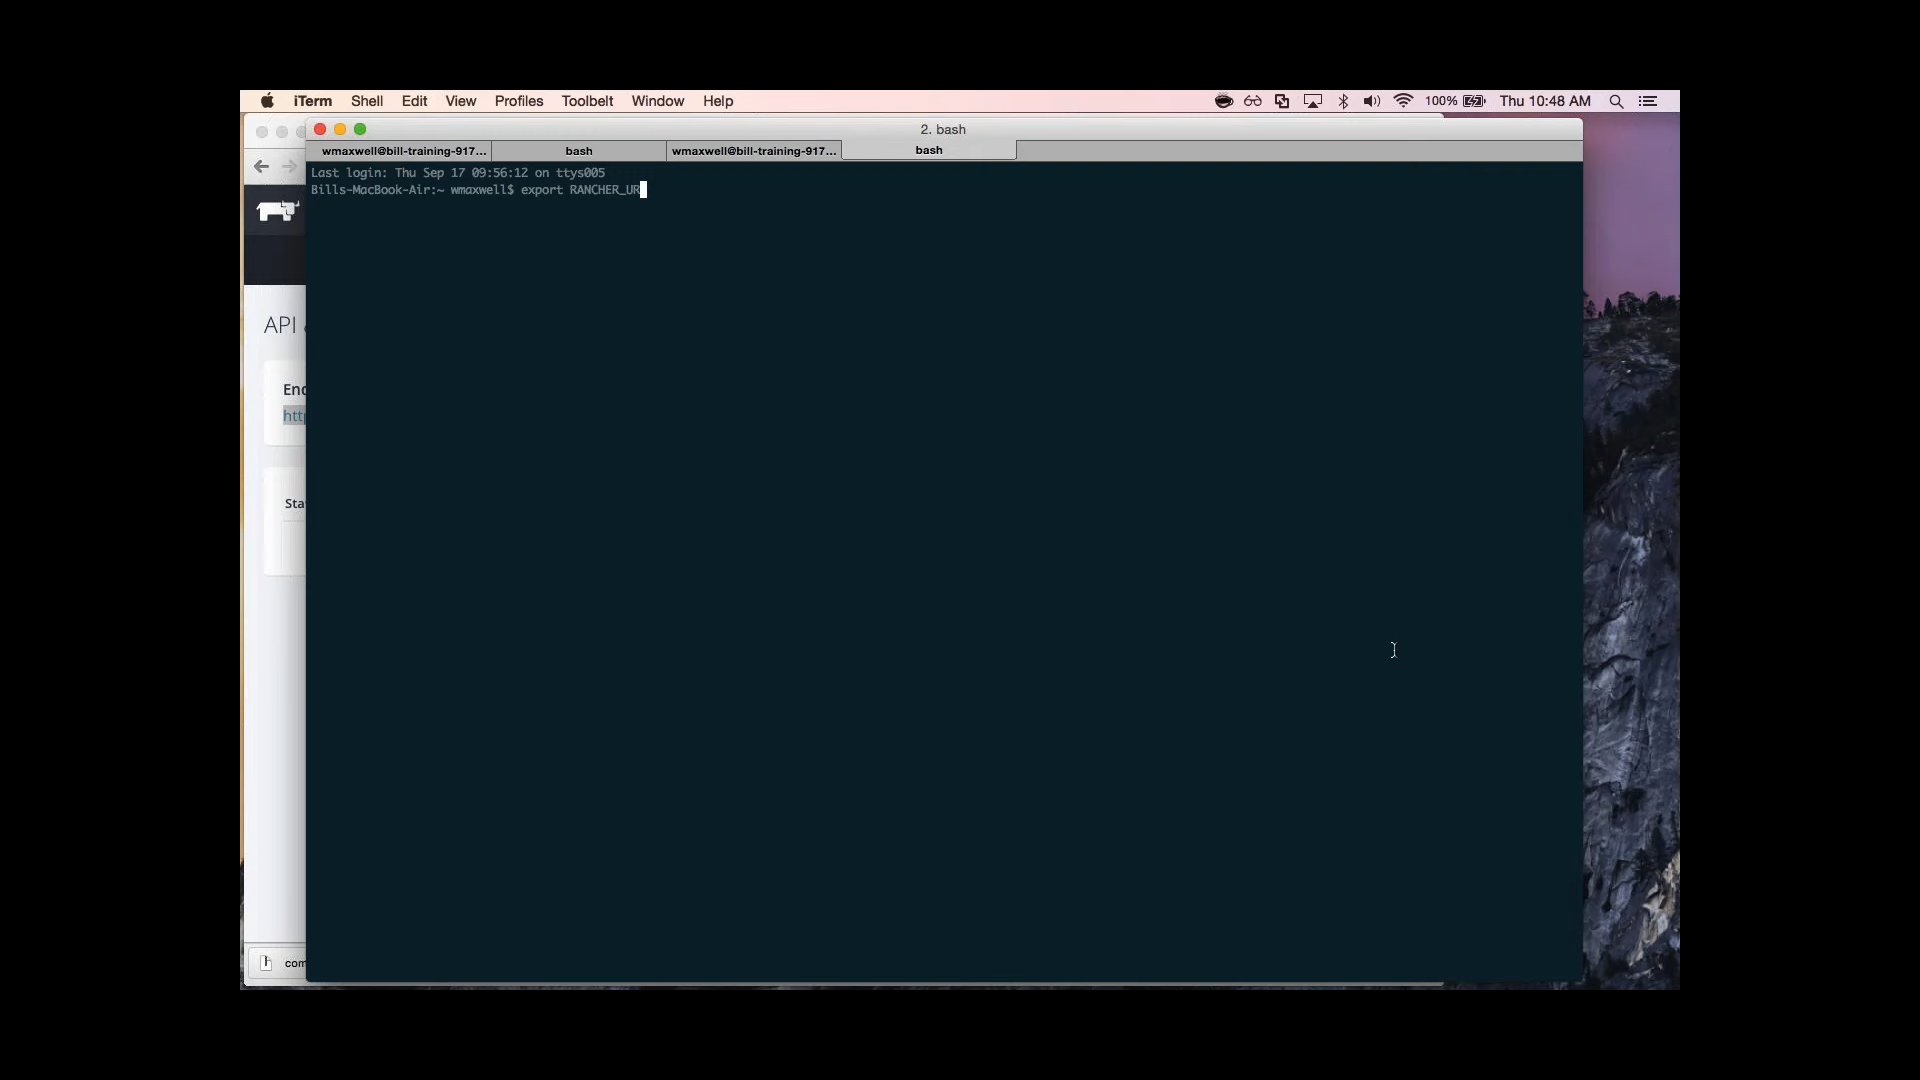 iTerm Shell Edit View Profiles Toolbelt Window Help 100% Thu 10:48 AM
2. bash
wmaxwell@bill-training-917... bash wmaxwell@bill-training-917... bash
Last login: Thu Sep 17 09:56:12 on ttys005
Bills-MacBook-Air:~ wmaxwell$ export RANCHER_UR
API
End
http
Sta
com